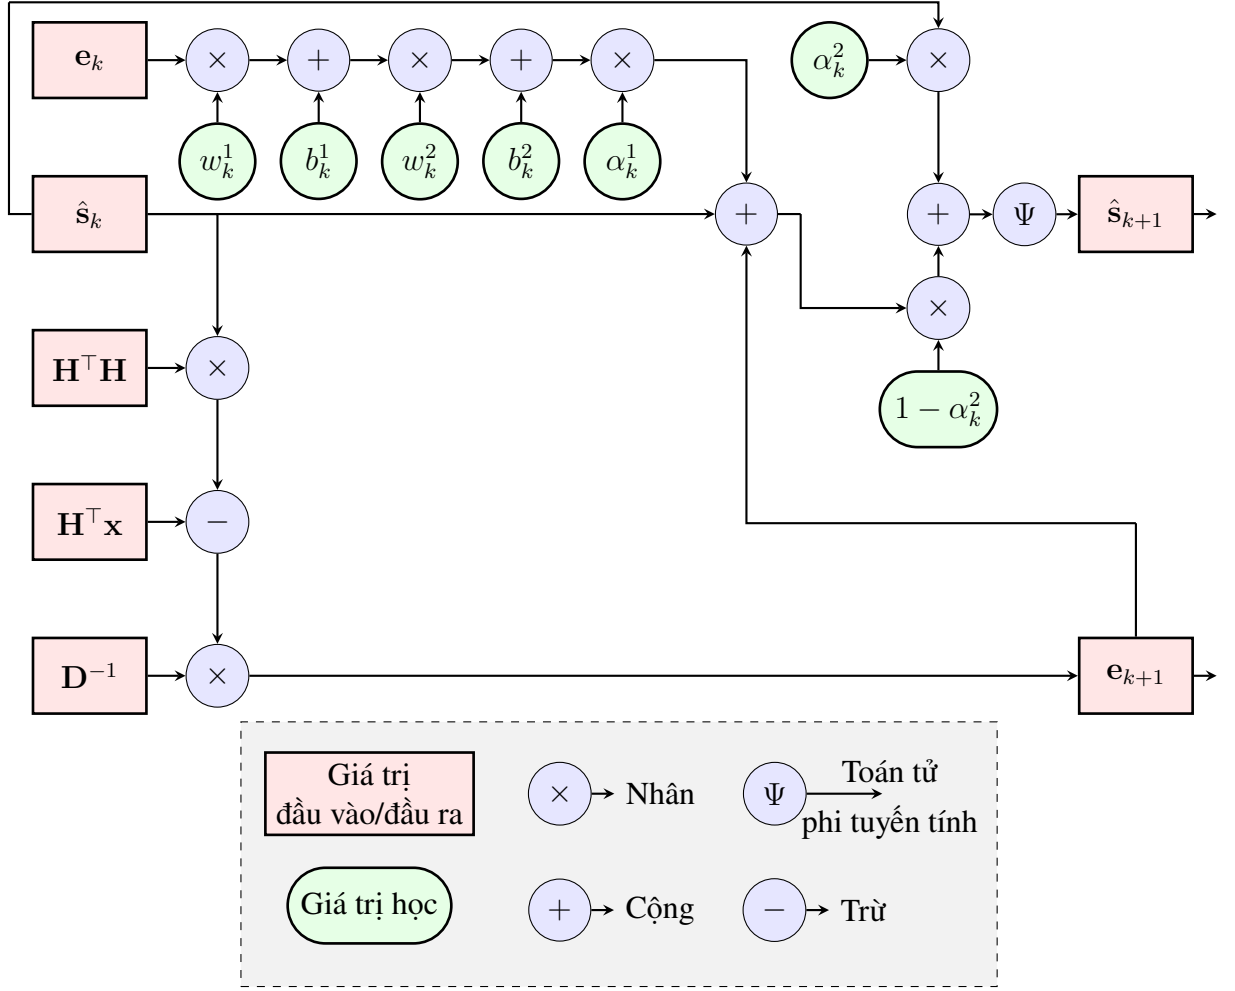 𝐞_k × + × + × α_k^2 ×
w_k^1 b_k^1 w_k^2 b_k^2 α_k^1
ŝ_k + + Ψ ŝ_{k+1}
×
H^⊤H ×
1 − α_k^2
H^⊤x −
D^{−1} × e_{k+1}
Giá trị
đầu vào/đầu ra
× Nhân
Ψ Toán tử
phi tuyến tính
Giá trị học
+ Cộng
− Trừ